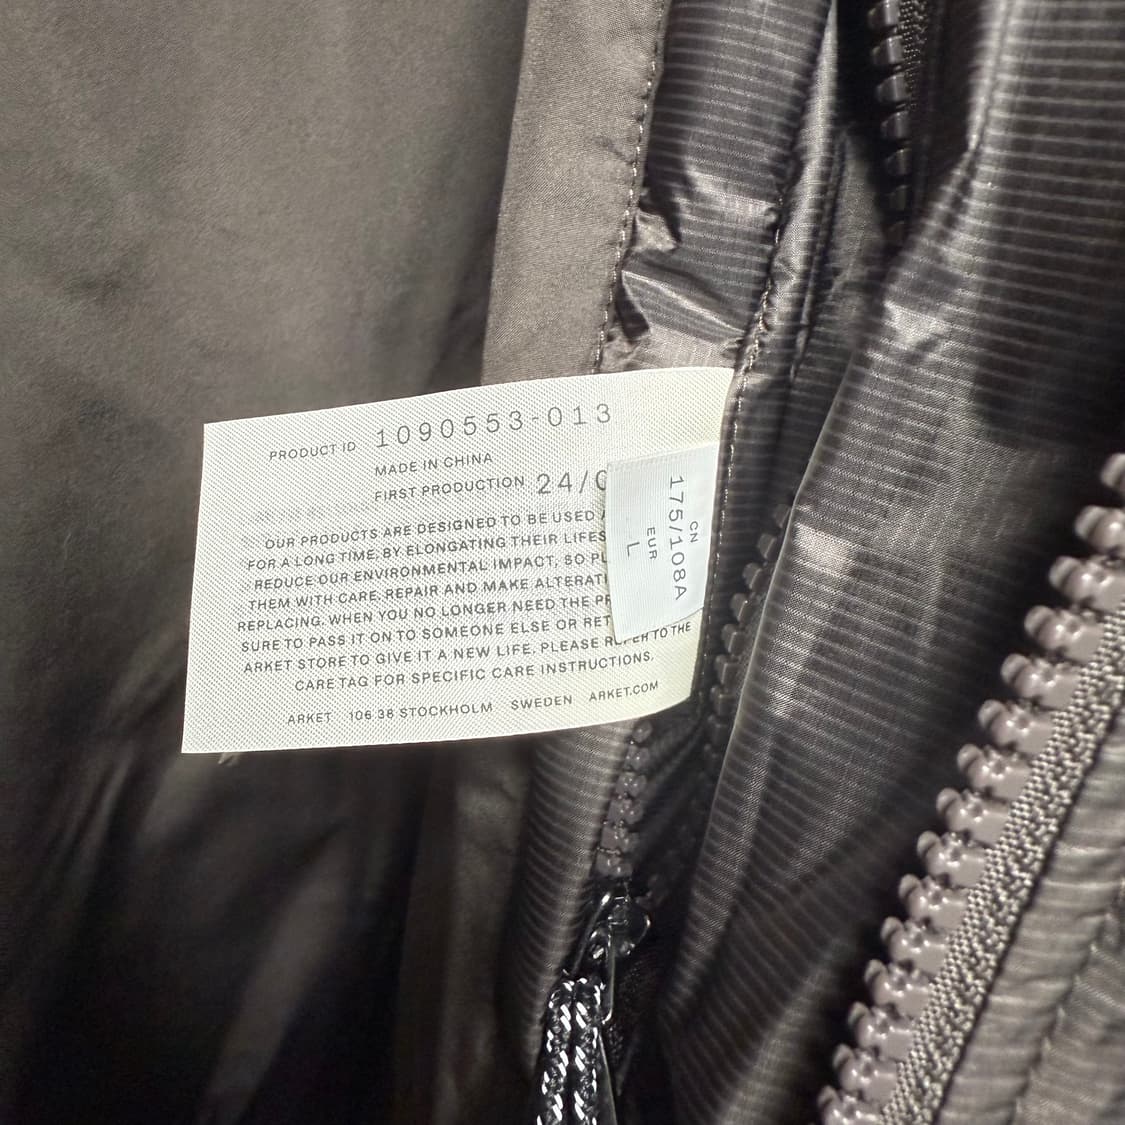 PRODUCT ID 1090553-013
MADE IN CHINA
FIRST PRODUCTION 24/0
OUR PRODUCTS ARE DESIGNED TO BE USED
FOR A LONG TIME, BY ELONGATING THEIR LIFES
REDUCE OUR ENVIRONMENTAL IMPACT, SO
THEM WITH CARE, REPAIR AND MAKE ALTERATI
REPLACING. WHEN YOU NO LONGER NEED THE
SURE TO PASS IT ON TO SOMEONE ELSE OR RET
ARKET STORE TO GIVE IT A NEW LIFE, PLEASE REFER TO THE
CARE TAG FOR SPECIFIC CARE INSTRUCTIONS.
ARKET 106 38 STOCKHOLM SWEDEN ARKET.COM
CN
175/108A
EUR
L